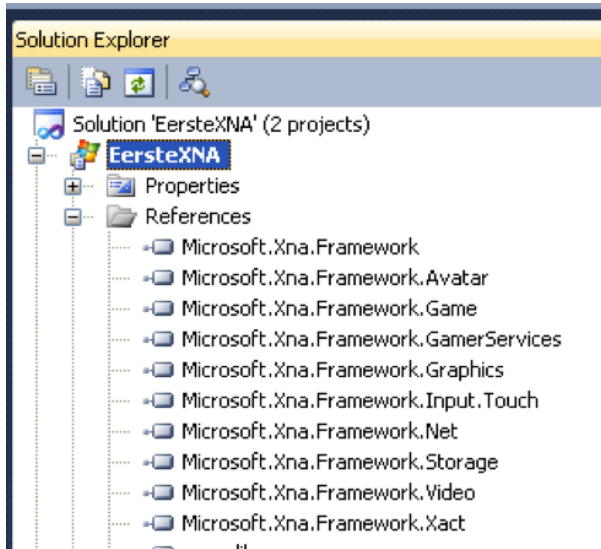 Solution Explorer
Solution 'EersteXNA' (2 projects)
EersteXNA
Properties
References
Microsoft.Xna.Framework
Microsoft.Xna.Framework.Avatar
Microsoft.Xna.Framework.Game
Microsoft.Xna.Framework.GamerServices
Microsoft.Xna.Framework.Graphics
Microsoft.Xna.Framework.Input.Touch
Microsoft.Xna.Framework.Net
Microsoft.Xna.Framework.Storage
Microsoft.Xna.Framework.Video
Microsoft.Xna.Framework.Xact